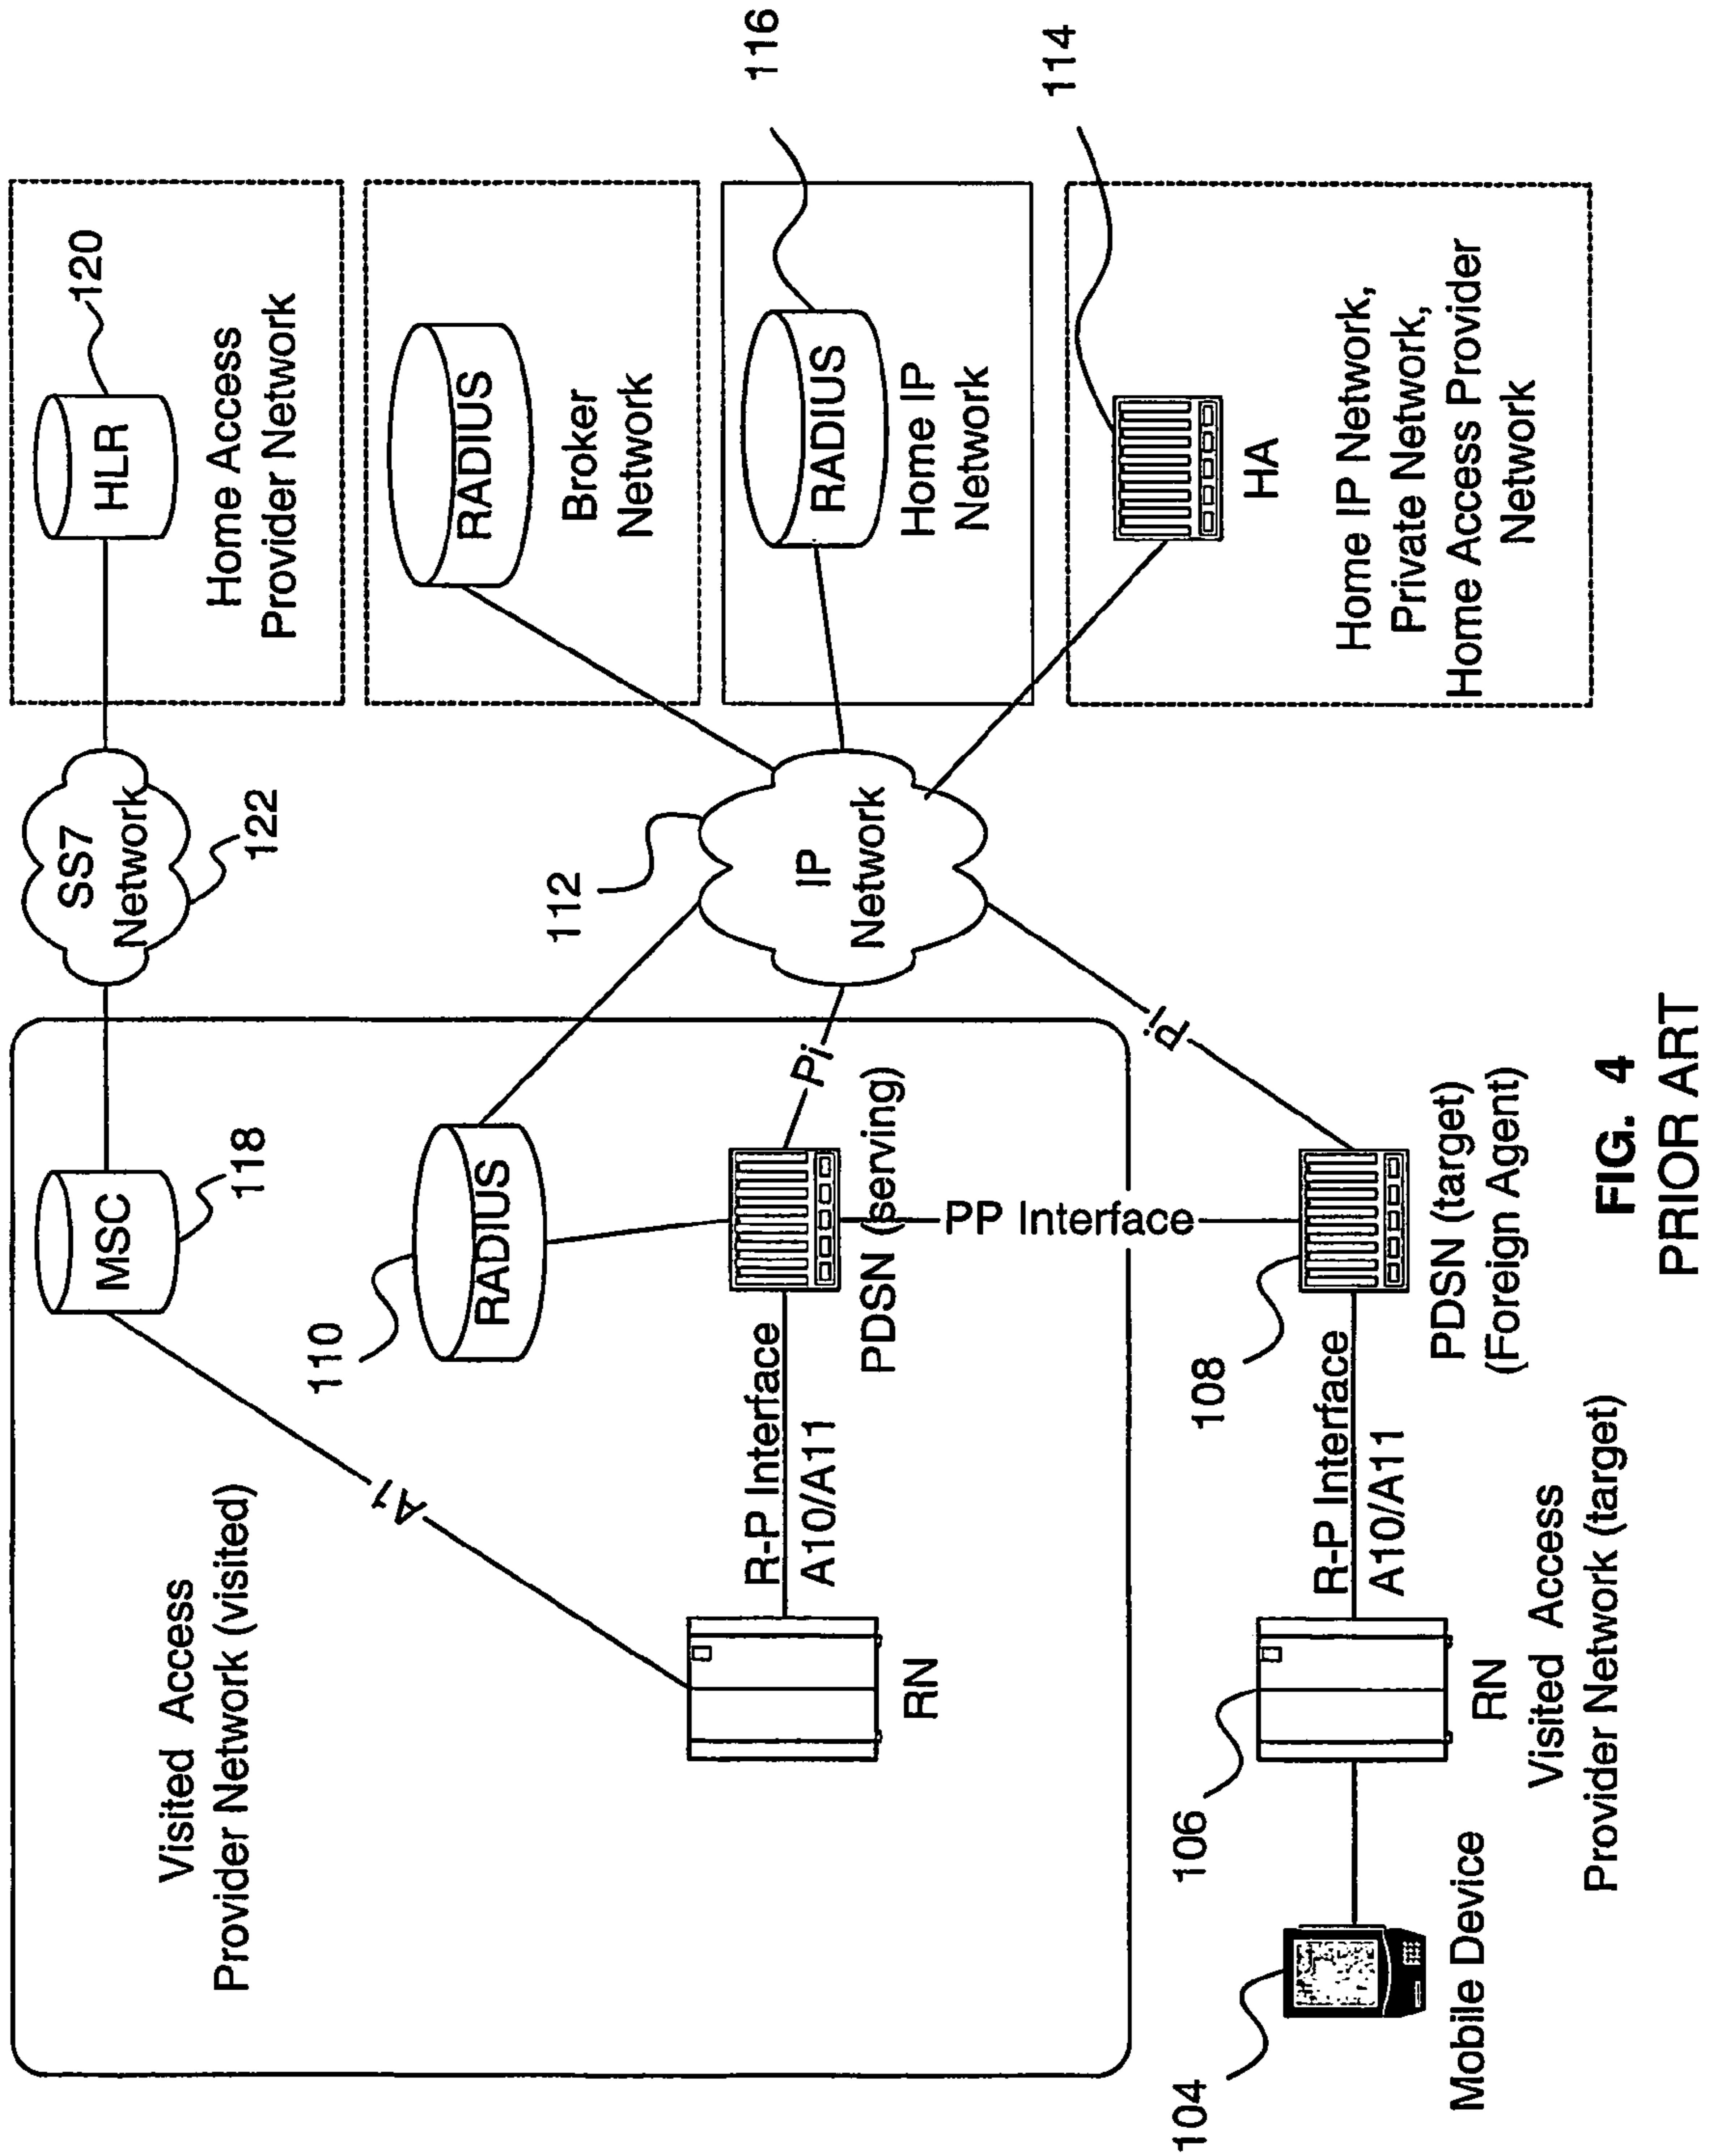 Visited Access
Provider Network (visited)
MSC
118
SS7
Network
122
HLR
120
Home Access
Provider Network
A1
110
RADIUS
112
RADIUS
Broker
Network
RN
R-P Interface
A10/A11
PDSN (serving)
Pi
IP
Network
RADIUS
116
Home IP
Network
PP Interface
104
Mobile Device
106
RN
R-P Interface
A10/A11
108
PDSN (target)
(Foreign Agent)
Pi
HA
114
Home IP Network,
Private Network,
Home Access Provider
Network
Visited Access
Provider Network (target)
FIG. 4
PRIOR ART